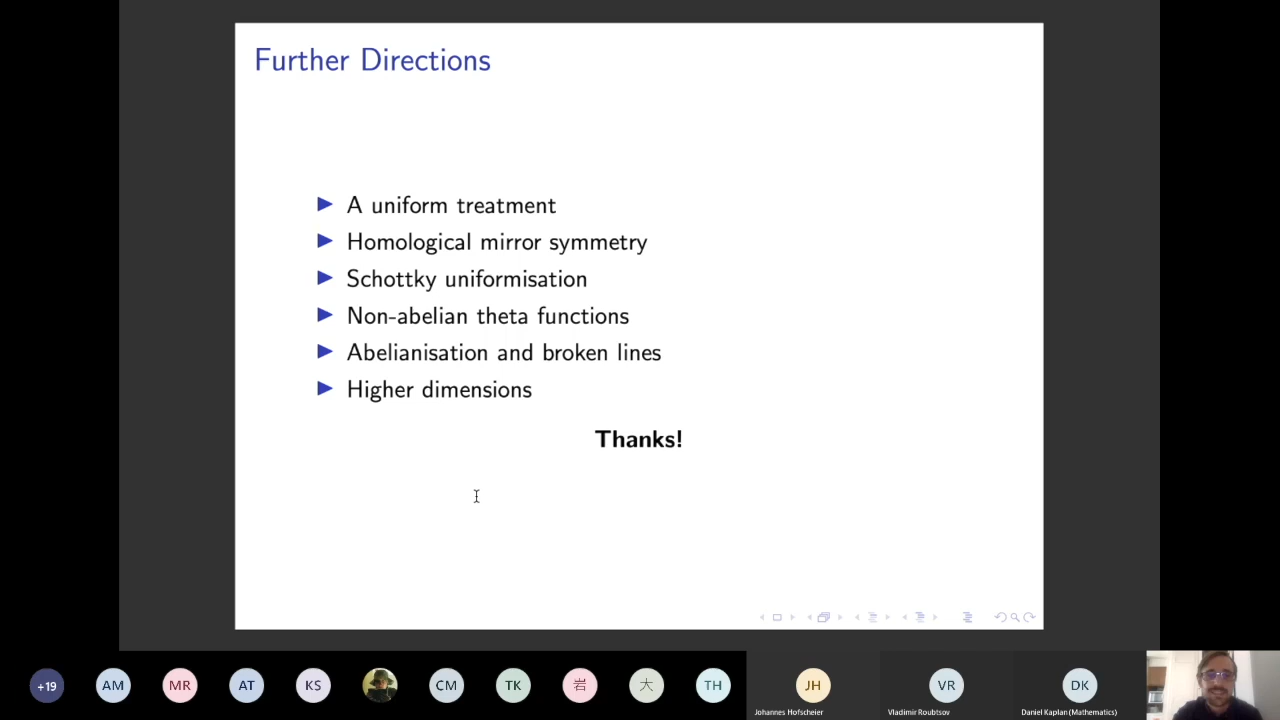 Further Directions
A uniform treatment
Homological mirror symmetry
Schottky uniformisation
Non-abelian theta functions
Abelianisation and broken lines
Higher dimensions
Thanks!
+19
AM
MR
AT
KS
CM
TK
岩
大
TH
JH
VR
DK
Johannes Hofscheier
Vladimir Roubtsov
Daniel Kaplan (Mathematics)